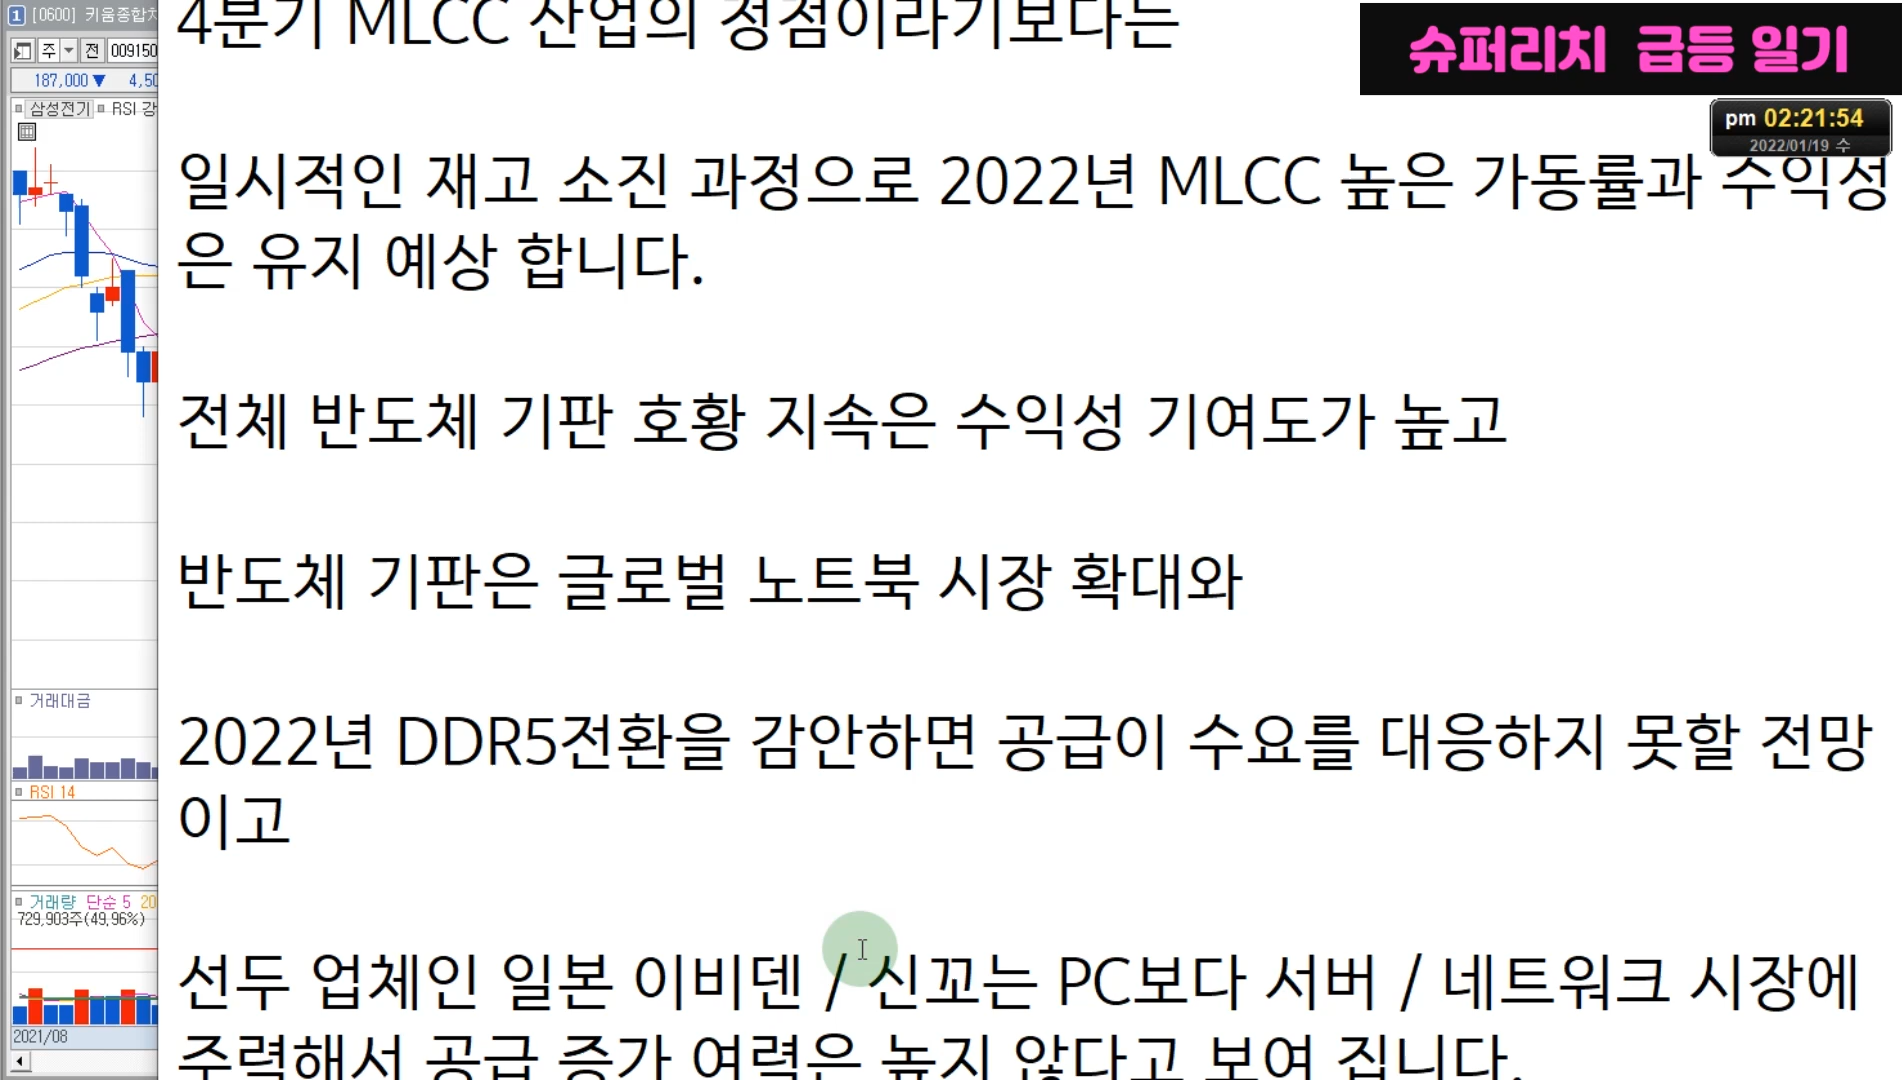 1 [0600] 키움종합차
주 전 009150
187,000▼ 4,50
삼성전기 RSI 강
거래대금
RSI 14
거래량 단순 5 20
729,903주(49,96%)
2021/08
4분기 MLCC 산업의 정점이라기보다는
일시적인 재고 소진 과정으로 2022년 MLCC 높은 가동률과 수익성
은 유지 예상 합니다.
전체 반도체 기판 호황 지속은 수익성 기여도가 높고
반도체 기판은 글로벌 노트북 시장 확대와
2022년 DDR5전환을 감안하면 공급이 수요를 대응하지 못할 전망
이고
선두 업체인 일본 이비덴 / 신꼬는 PC보다 서버 / 네트워크 시장에
주력해서 공급 증가 여력은 높지 않다고 보여 집니다.
슈퍼리치 급등 일기
pm 02:21:54
2022/01/19 수